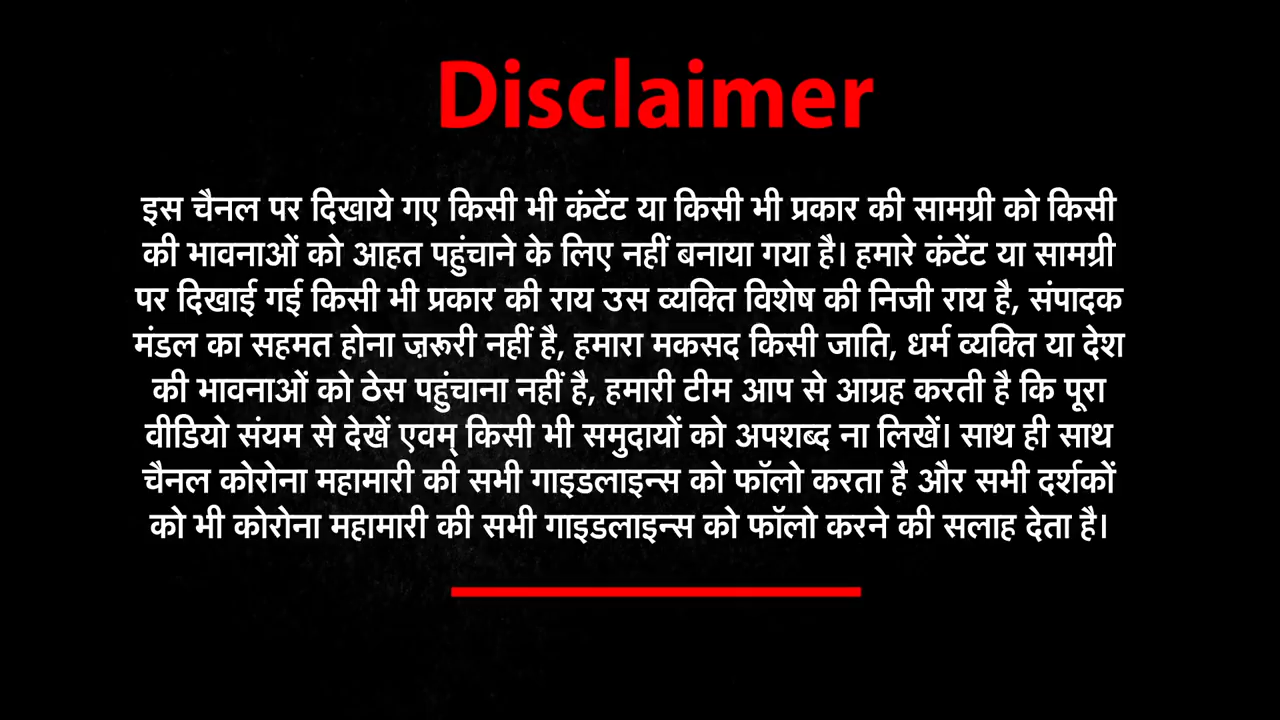 Disclaimer
इस चैनल पर दिखाये गए किसी भी कंटेंट या किसी भी प्रकार की सामग्री को किसी
की भावनाओं को आहत पहुंचाने के लिए नहीं बनाया गया है। हमारे कंटेंट या सामग्री
पर दिखाई गई किसी भी प्रकार की राय उस व्यक्ति विशेष की निजी राय है, संपादक
मंडल का सहमत होना ज़रूरी नहीं है, हमारा मकसद किसी जाति, धर्म व्यक्ति या देश
की भावनाओं को ठेस पहुंचाना नहीं है, हमारी टीम आप से आग्रह करती है कि पूरा
वीडियो संयम से देखें एवम् किसी भी समुदायों को अपशब्द ना लिखें। साथ ही साथ
चैनल कोरोना महामारी की सभी गाइडलाइन्स को फॉलो करता है और सभी दर्शकों
को भी कोरोना महामारी की सभी गाइडलाइन्स को फॉलो करने की सलाह देता है।